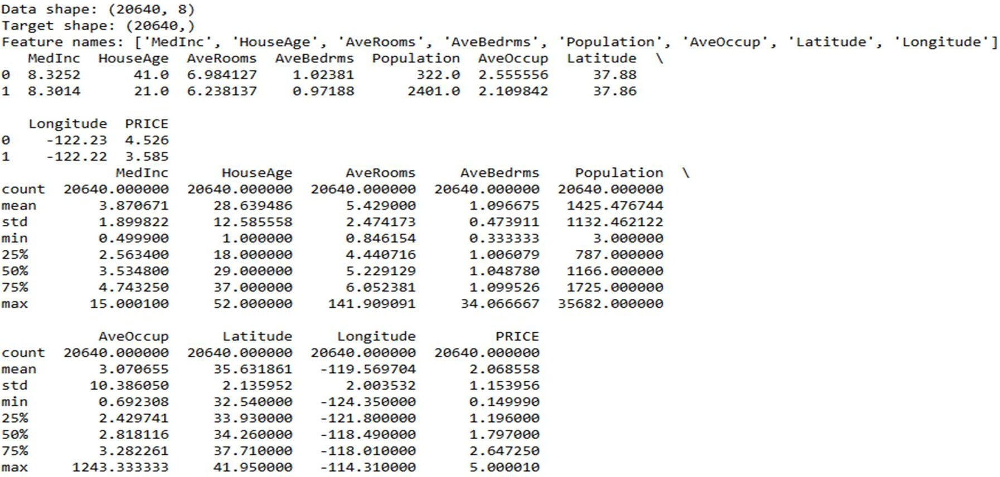 Data shape: (20640, 8)
Target shape: (20640,)
Feature names: ['MedInc', 'HouseAge', 'AveRooms', 'AveBedrms', 'Population', 'AveOccup', 'Latitude', 'Longitude']
   MedInc  HouseAge  AveRooms  AveBedrms  Population  AveOccup  Latitude  \
0  8.3252      41.0  6.984127    1.02381       322.0  2.555556     37.88
1  8.3014      21.0  6.238137    0.97188      2401.0  2.109842     37.86

   Longitude  PRICE
0    -122.23  4.526
1    -122.22  3.585
             MedInc      HouseAge      AveRooms     AveBedrms    Population  \
count  20640.000000  20640.000000  20640.000000  20640.000000  20640.000000
mean       3.870671     28.639486      5.429000      1.096675   1425.476744
std        1.899822     12.585558      2.474173      0.473911   1132.462122
min        0.499900      1.000000      0.846154      0.333333      3.000000
25%        2.563400     18.000000      4.440716      1.006079    787.000000
50%        3.534800     29.000000      5.229129      1.048780   1166.000000
75%        4.743250     37.000000      6.052381      1.099526   1725.000000
max       15.000100     52.000000    141.909091     34.066667  35682.000000

           AveOccup      Latitude     Longitude         PRICE
count  20640.000000  20640.000000  20640.000000  20640.000000
mean       3.070655     35.631861   -119.569704      2.068558
std       10.386050      2.135952      2.003532      1.153956
min        0.692308     32.540000   -124.350000      0.149990
25%        2.429741     33.930000   -121.800000      1.196000
50%        2.818116     34.260000   -118.490000      1.797000
75%        3.282261     37.710000   -118.010000      2.647250
max     1243.333333     41.950000   -114.310000      5.000010